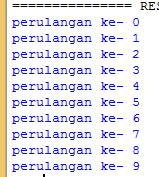 =============== RES
perulangan ke- 0
perulangan ke- 1
perulangan ke- 2
perulangan ke- 3
perulangan ke- 4
perulangan ke- 5
perulangan ke- 6
perulangan ke- 7
perulangan ke- 8
perulangan ke- 9